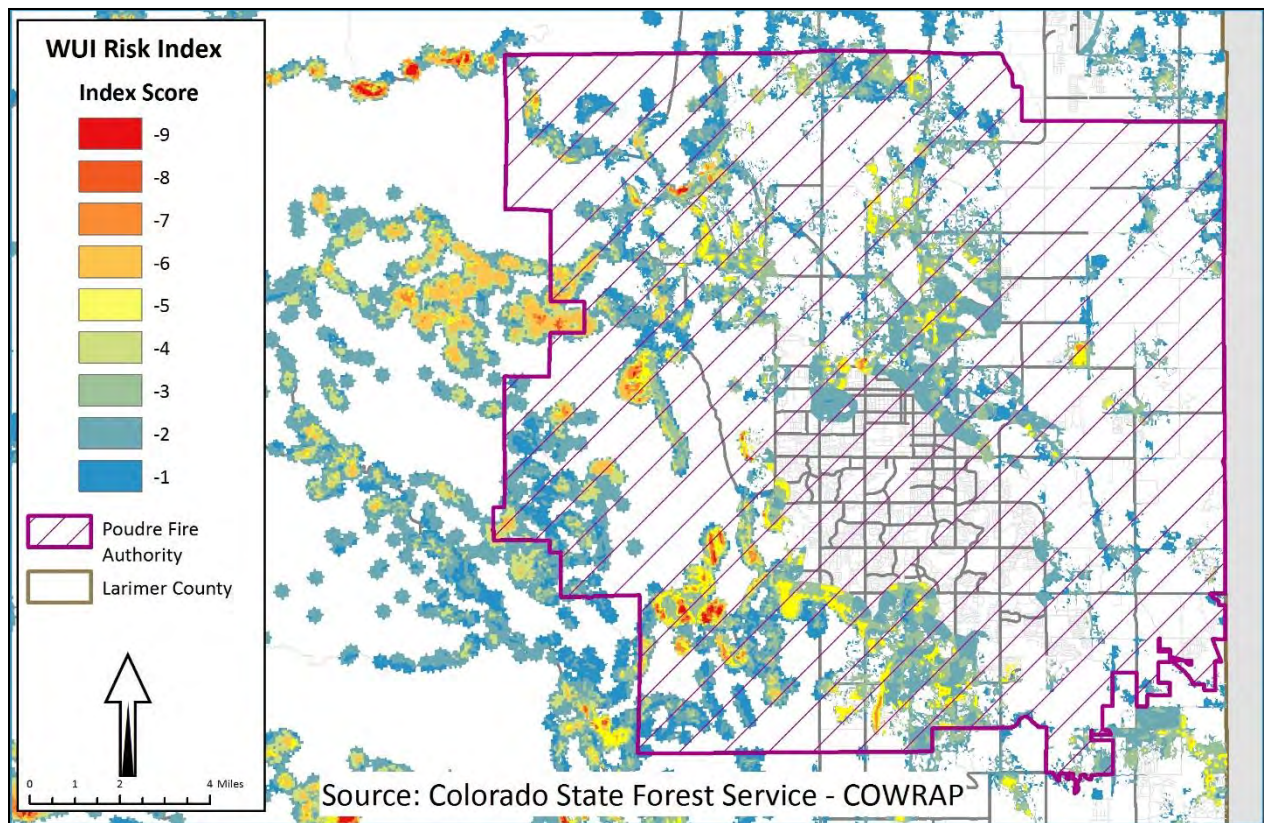 WUI Risk Index
Index Score
-9
-8
-7
-6
-5
-4
-3
-2
-1
Poudre Fire
Authority
Larimer County
0 1 2 4 Miles
Source: Colorado State Forest Service - COWRAP